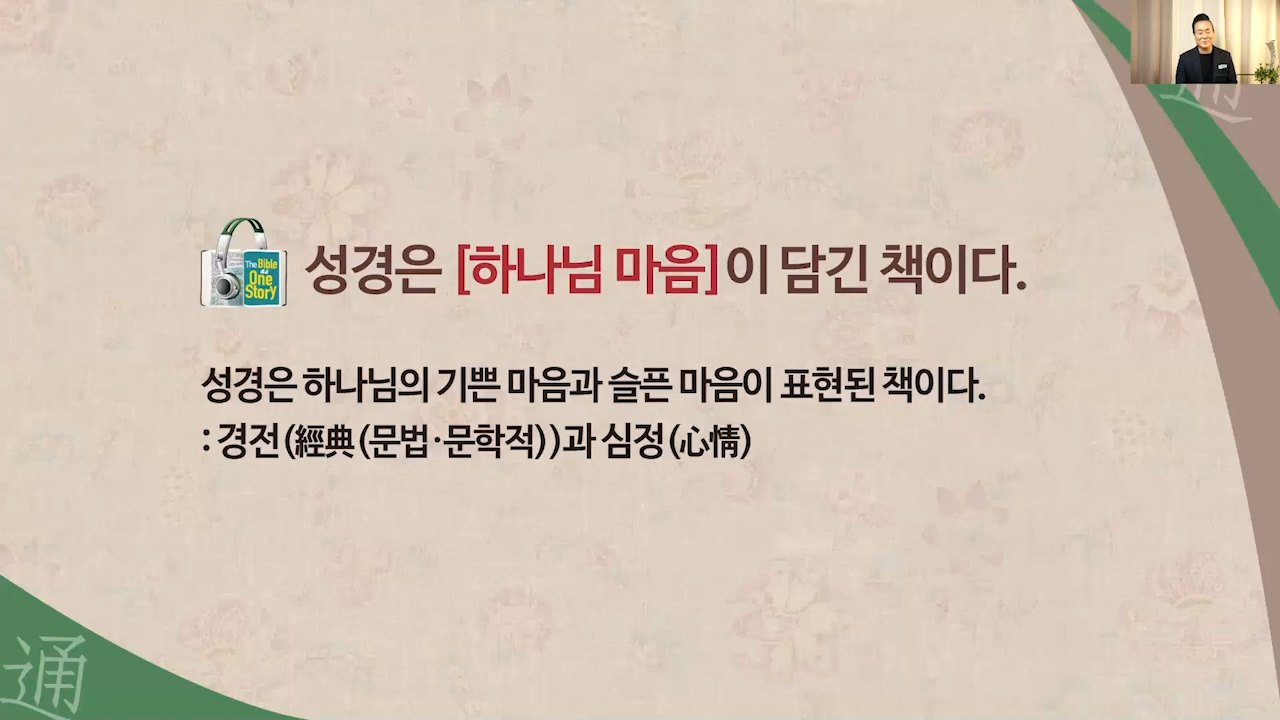 通
The Bible
as
One
Story
성경은 [하나님 마음]이 담긴 책이다.
성경은 하나님의 기쁜 마음과 슬픈 마음이 표현된 책이다.
: 경전(經典(문법·문학적))과 심정(心情)
通